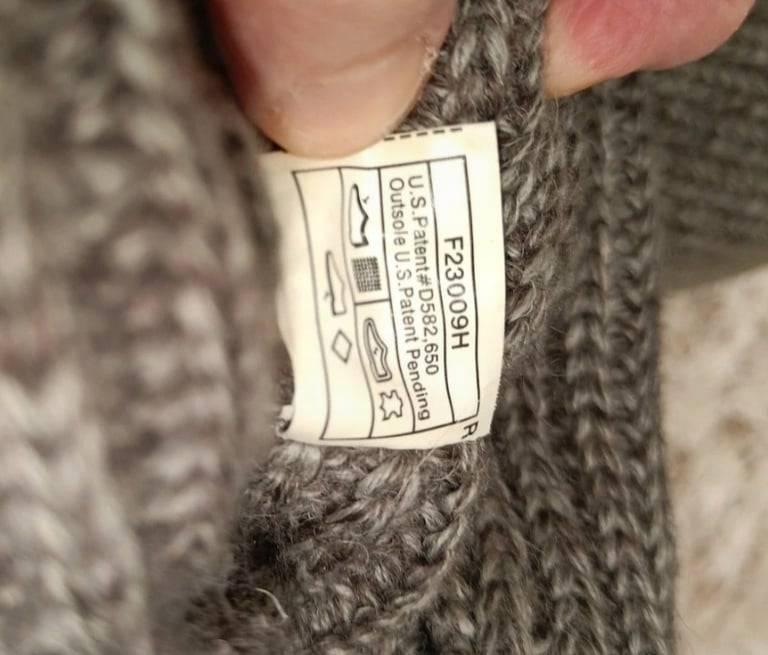 F23009H
U.S.Patent#D582,650
Outsole U.S.Patent Pending
R